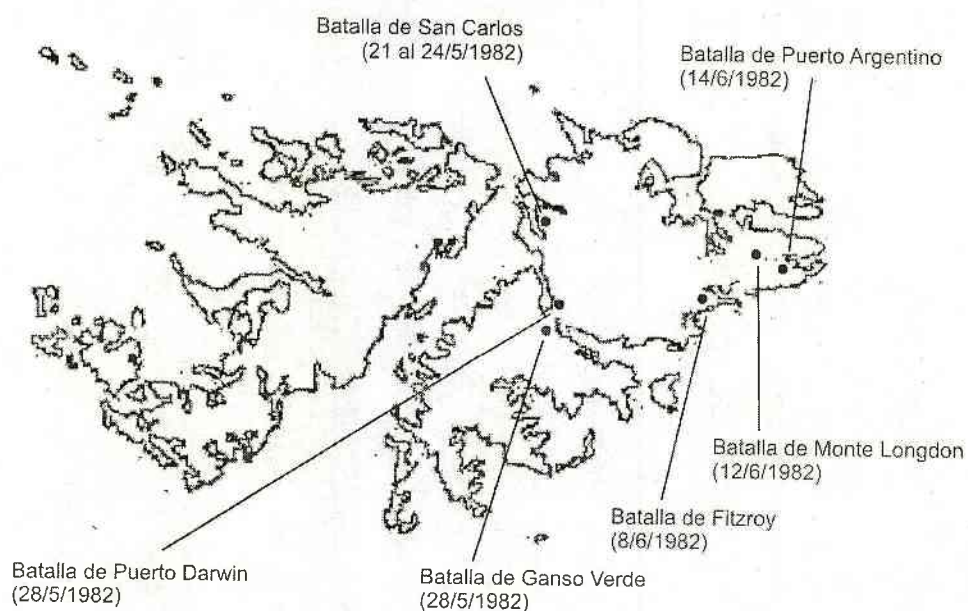 Batalla de San Carlos
(21 al 24/5/1982)
Batalla de Puerto Argentino
(14/6/1982)
Batalla de Monte Longdon
(12/6/1982)
Batalla de Fitzroy
(8/6/1982)
Batalla de Puerto Darwin
(28/5/1982)
Batalla de Ganso Verde
(28/5/1982)